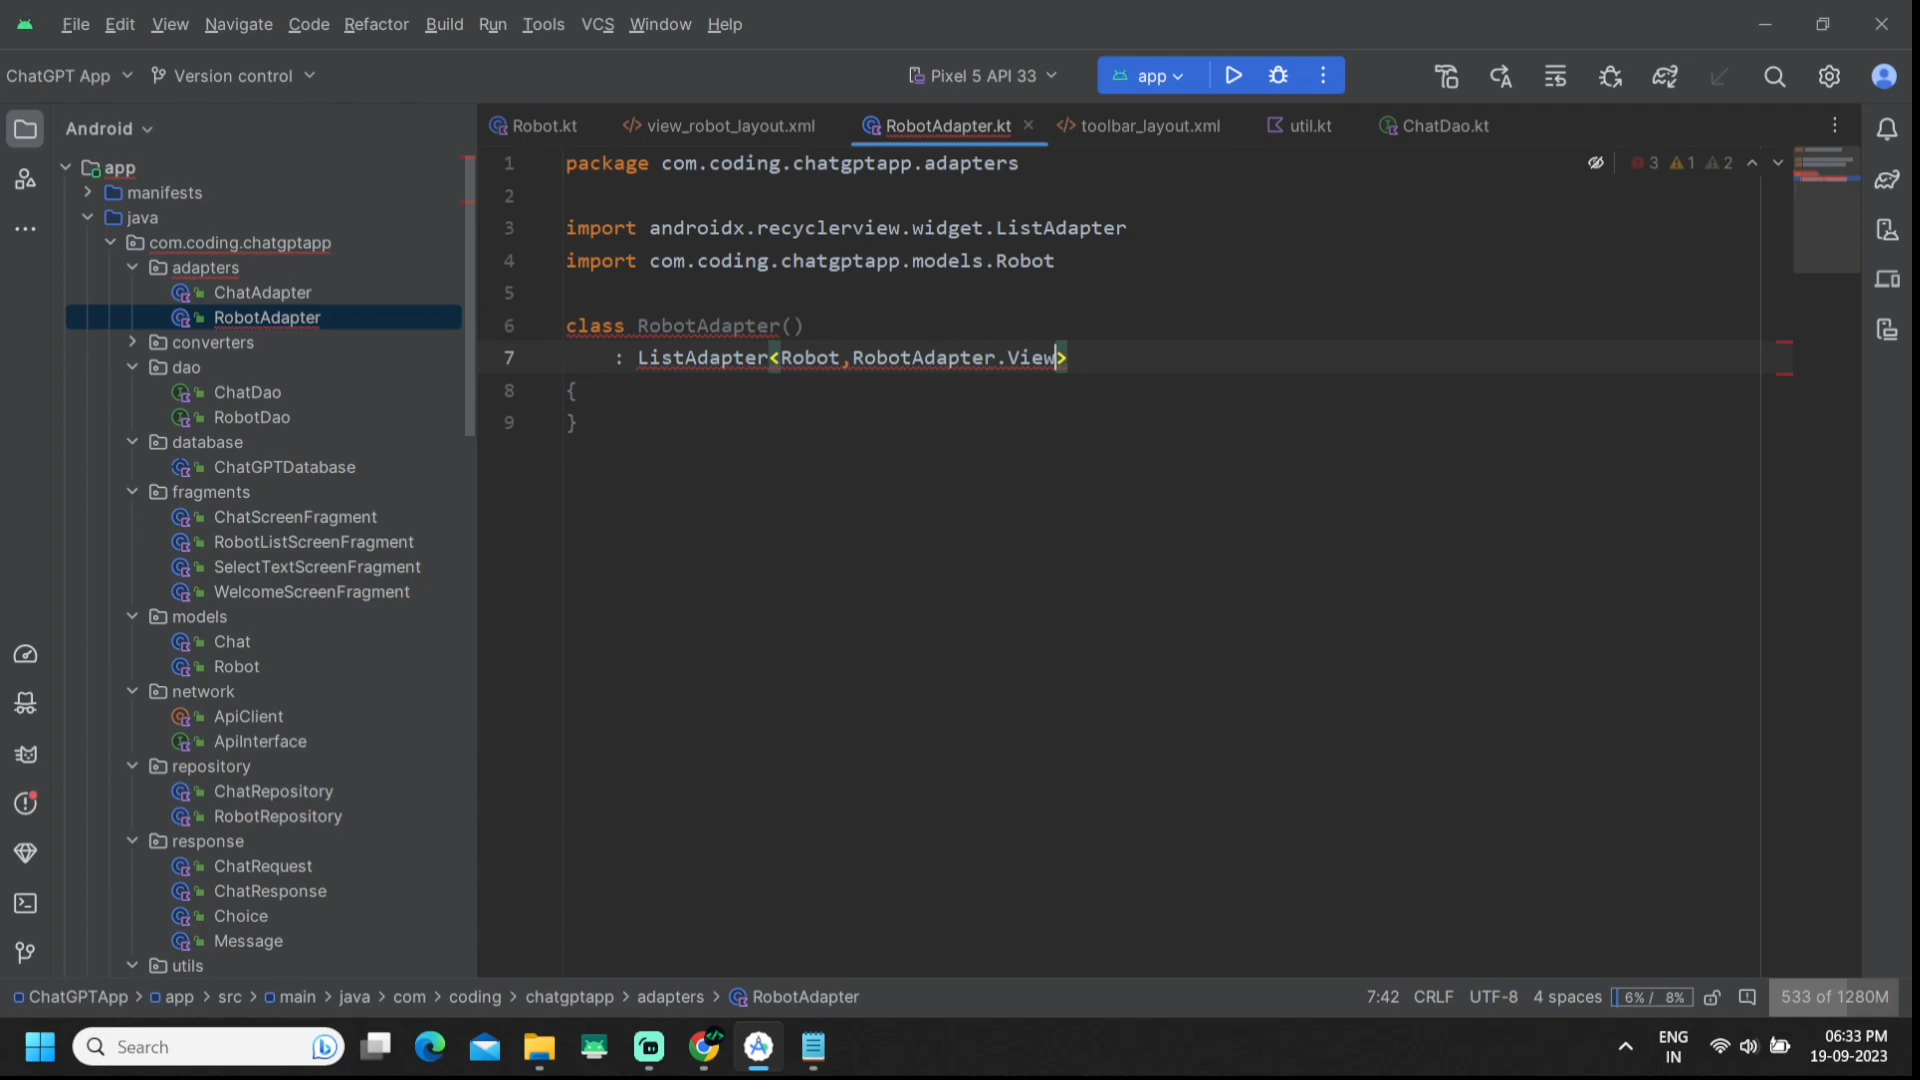 File Edit View Navigate Code Refactor Build Run Tools VCS Window Help
ChatGPT App Version control Pixel 5 API 33 app
Android
Robot.kt view_robot_layout.xml RobotAdapter.kt toolbar_layout.xml util.kt ChatDao.kt
app
manifests
java
com.coding.chatgptapp
adapters
ChatAdapter
RobotAdapter
converters
dao
ChatDao
RobotDao
database
ChatGPTDatabase
fragments
ChatScreenFragment
RobotListScreenFragment
SelectTextScreenFragment
WelcomeScreenFragment
models
Chat
Robot
network
ApiClient
ApiInterface
repository
ChatRepository
RobotRepository
response
ChatRequest
ChatResponse
Choice
Message
utils
3 1 2
1 package com.coding.chatgptapp.adapters
2
3 import androidx.recyclerview.widget.ListAdapter
4 import com.coding.chatgptapp.models.Robot
5
6 class RobotAdapter()
7 : ListAdapter<Robot,RobotAdapter.View>
8 {
9 }
ChatGPTApp > app > src > main > java > com > coding > chatgptapp > adapters > RobotAdapter 7:42 CRLF UTF-8 4 spaces 6% / 8% 533 of 1280M
Search
ENG
IN
06:33 PM
19-09-2023